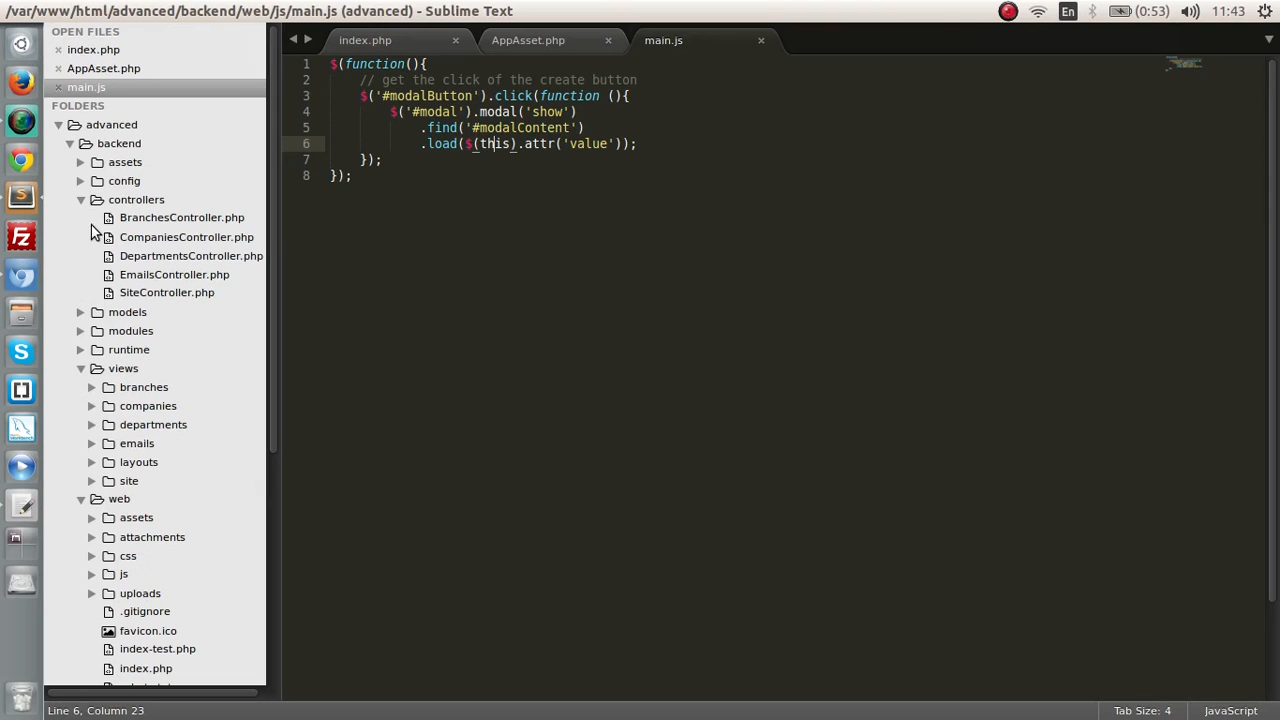 /var/www/html/advanced/backend/web/js/main.js (advanced) - Sublime Text
En
(0:53)
11:43
OPEN FILES
index.php
AppAsset.php
main.js
FOLDERS
advanced
backend
assets
config
controllers
BranchesController.php
CompaniesController.php
DepartmentsController.php
EmailsController.php
SiteController.php
models
modules
runtime
views
branches
companies
departments
emails
layouts
site
web
assets
attachments
css
js
uploads
.gitignore
favicon.ico
index-test.php
index.php
index.php
AppAsset.php
main.js
1 $(function(){
2 // get the click of the create button
3 $('#modalButton').click(function (){
4 $('#modal').modal('show')
5 .find('#modalContent')
6 .load($(this).attr('value'));
7 });
8 });
Line 6, Column 23
Tab Size: 4
JavaScript